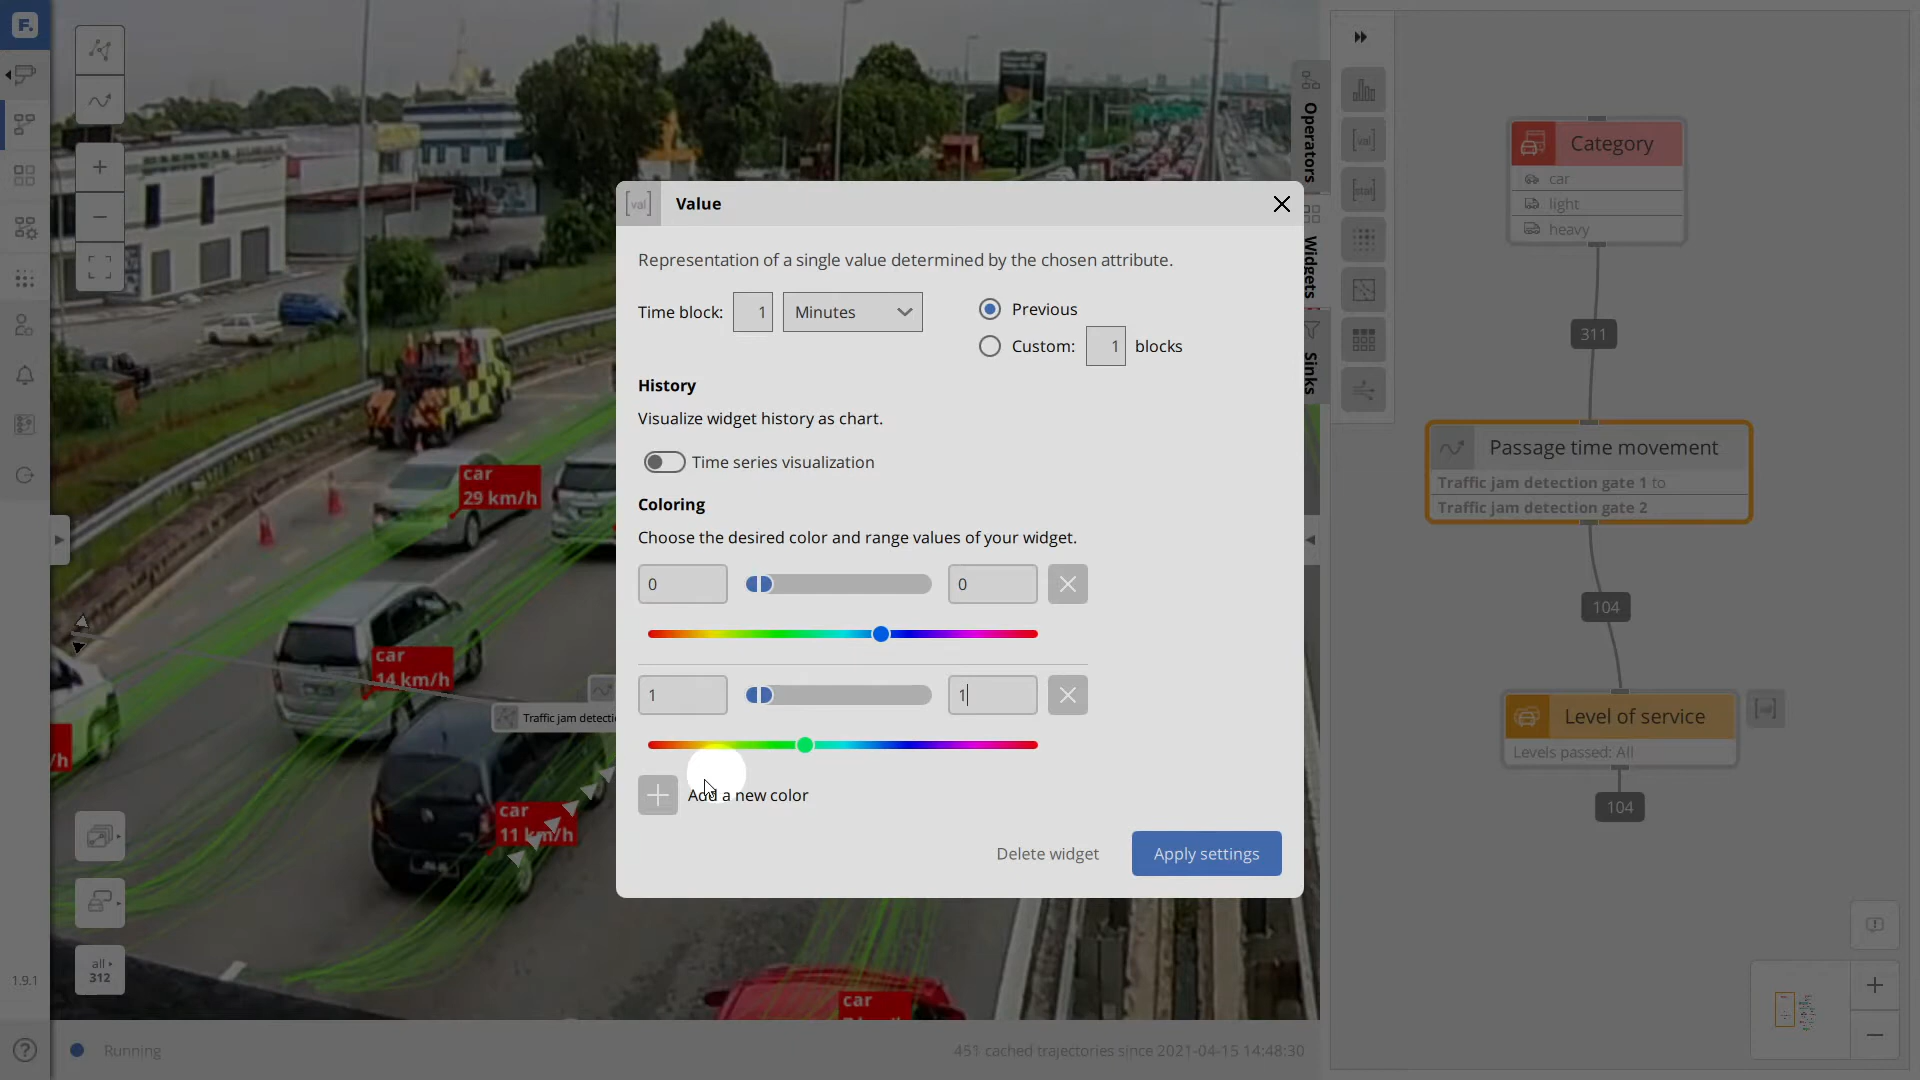 F.
[val]
Value
Representation of a single value determined by the chosen attribute.
Time block:
1
Minutes
Previous
Custom:
1
blocks
History
Visualize widget history as chart.
Time series visualization
Coloring
Choose the desired color and range values of your widget.
0
0
1
1
Add a new color
Delete widget
Apply settings
car
29 km/h
car
14 km/h
Traffic jam detecti
/h
car
11 km/h
car
all
312
1.9.1
Running
451 cached trajectories since 2021-04-15 14:48:30
Operators
Widgets
Sinks
[val]
[stat]
Category
car
light
heavy
311
Passage time movement
Traffic jam detection gate 1 to
Traffic jam detection gate 2
104
Level of service
Levels passed: All
[val]
104